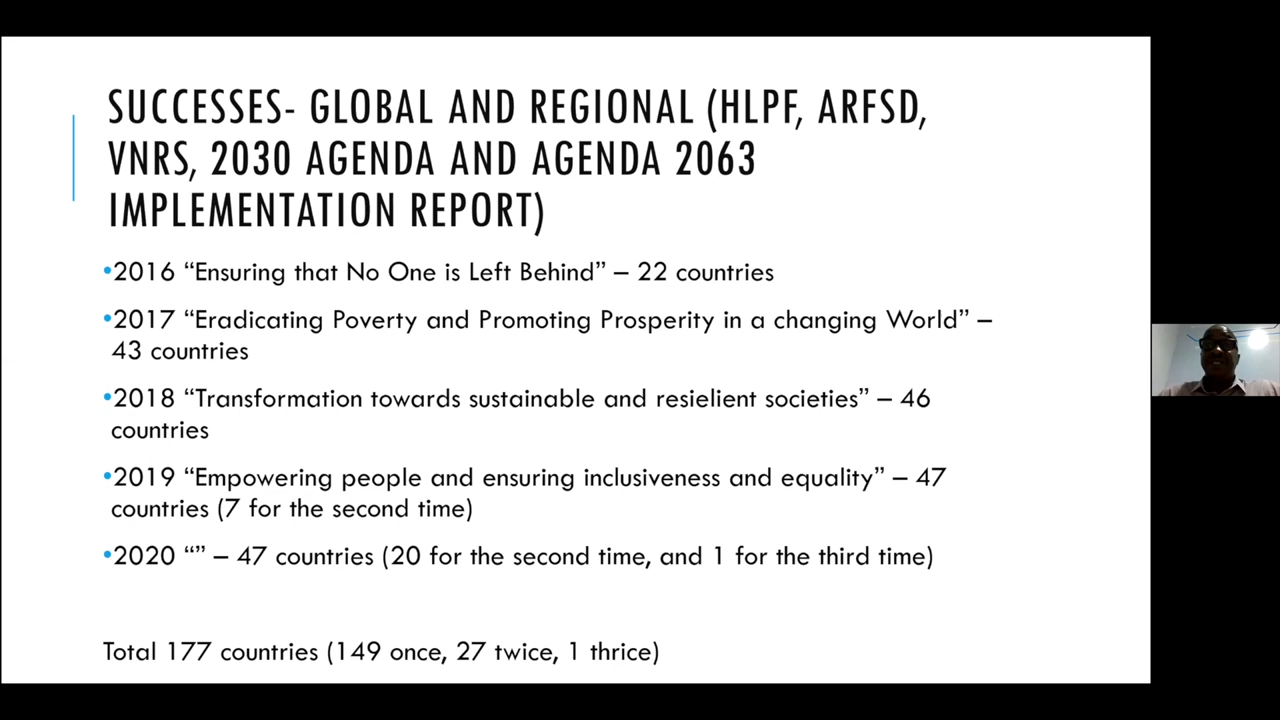 SUCCESSES- GLOBAL AND REGIONAL (HLPF, ARFSD,
VNRS, 2030 AGENDA AND AGENDA 2063
IMPLEMENTATION REPORT)
•2016 “Ensuring that No One is Left Behind” – 22 countries
•2017 “Eradicating Poverty and Promoting Prosperity in a changing World” –
43 countries
•2018 “Transformation towards sustainable and resielient societies” – 46
countries
•2019 “Empowering people and ensuring inclusiveness and equality” – 47
countries (7 for the second time)
•2020 “” – 47 countries (20 for the second time, and 1 for the third time)
Total 177 countries (149 once, 27 twice, 1 thrice)